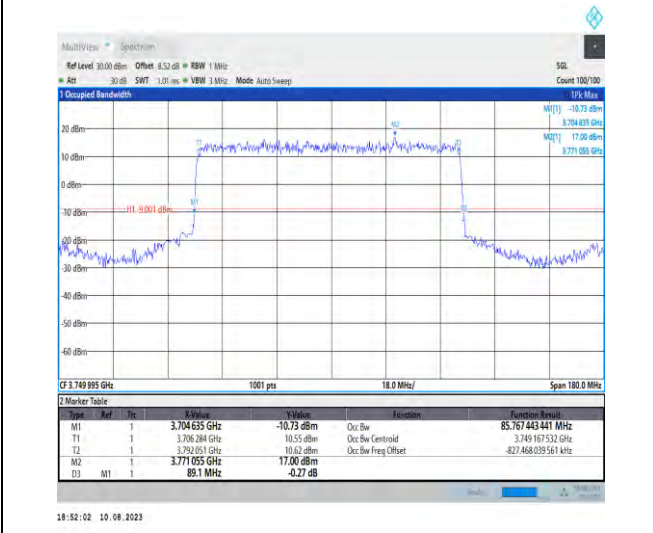 MultiView Spectrum
Ref Level 30.00 dBm Offset 8.52 dB RBW 1 MHz SGL
Att 30 dB SWT 1.01 ms VBW 3 MHz Mode Auto Sweep Count 100/100
1 Occupied Bandwidth 1Pk Max
M1[1] -10.73 dBm
3.704 635 GHz
M2[1] 17.00 dBm
3.771 055 GHz
20 dBm
M2
T1
T2
10 dBm
0 dBm
M1
-10 dBm
H1 -9.001 dBm
-20 dBm
-30 dBm
-40 dBm
-50 dBm
-60 dBm
CF 3.749 995 GHz 1001 pts 18.0 MHz/ Span 180.0 MHz
2 Marker Table
Type Ref Trc X-Value Y-Value Function Function Result
M1 1 3.704 635 GHz -10.73 dBm Occ Bw 85.767 443 441 MHz
T1 1 3.706 284 GHz 10.55 dBm Occ Bw Centroid 3.749 167 532 GHz
T2 1 3.792 051 GHz 10.62 dBm Occ Bw Freq Offset -827.468 039 561 kHz
M2 1 3.771 055 GHz 17.00 dBm
D3 M1 1 89.1 MHz -0.27 dB
18:52:02 10.08.2023